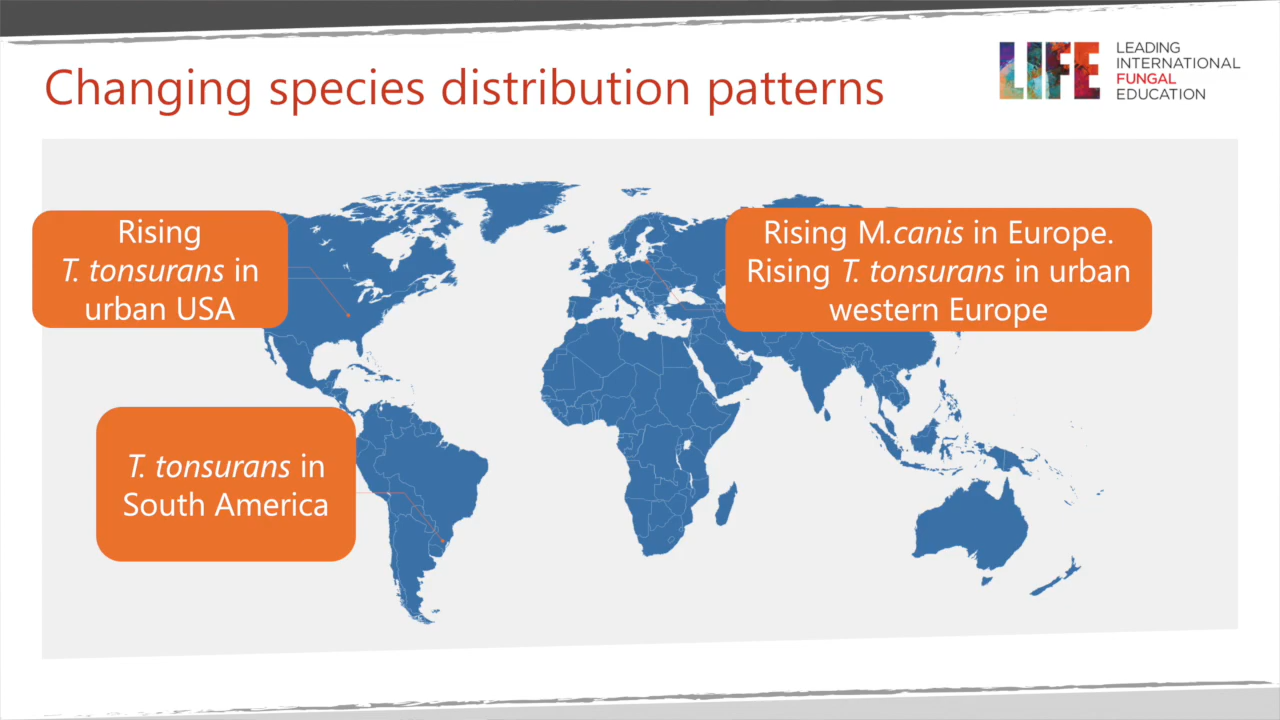 Changing species distribution patterns
LIFE
LEADING
INTERNATIONAL
FUNGAL
EDUCATION
Rising
T. tonsurans in
urban USA
Rising M.canis in Europe.
Rising T. tonsurans in urban
western Europe
T. tonsurans in
South America